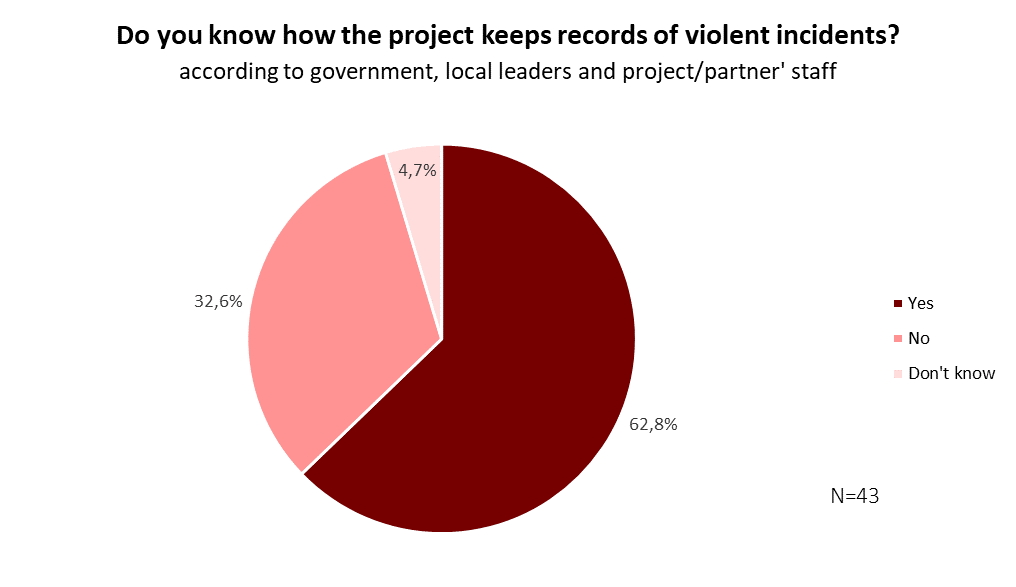 Do you know how the project keeps records of violent incidents?
according to government, local leaders and project/partner' staff
4,7%
32,6%
62,8%
Yes
No
Don't know
N=43